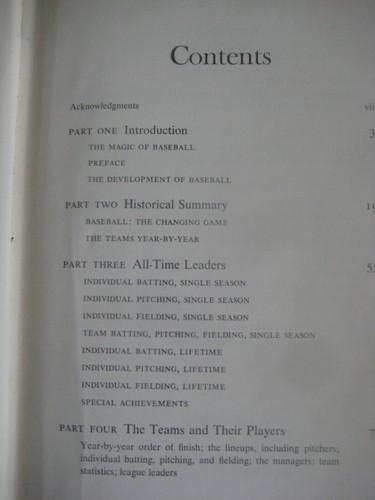 Contents
Acknowledgments vii
PART ONE Introduction 3
THE MAGIC OF BASEBALL
PREFACE
THE DEVELOPMENT OF BASEBALL
PART TWO Historical Summary
BASEBALL: THE CHANGING GAME
THE TEAMS YEAR-BY-YEAR
PART THREE All-Time Leaders
INDIVIDUAL BATTING, SINGLE SEASON
INDIVIDUAL PITCHING, SINGLE SEASON
INDIVIDUAL FIELDING, SINGLE SEASON
TEAM BATTING, PITCHING, FIELDING, SINGLE SEASON
INDIVIDUAL BATTING, LIFETIME
INDIVIDUAL PITCHING, LIFETIME
INDIVIDUAL FIELDING, LIFETIME
SPECIAL ACHIEVEMENTS
PART FOUR The Teams and Their Players
Year-by-year order of finish; the lineups, including pitchers,
individual batting, pitching, and fielding; the managers; team
statistics; league leaders